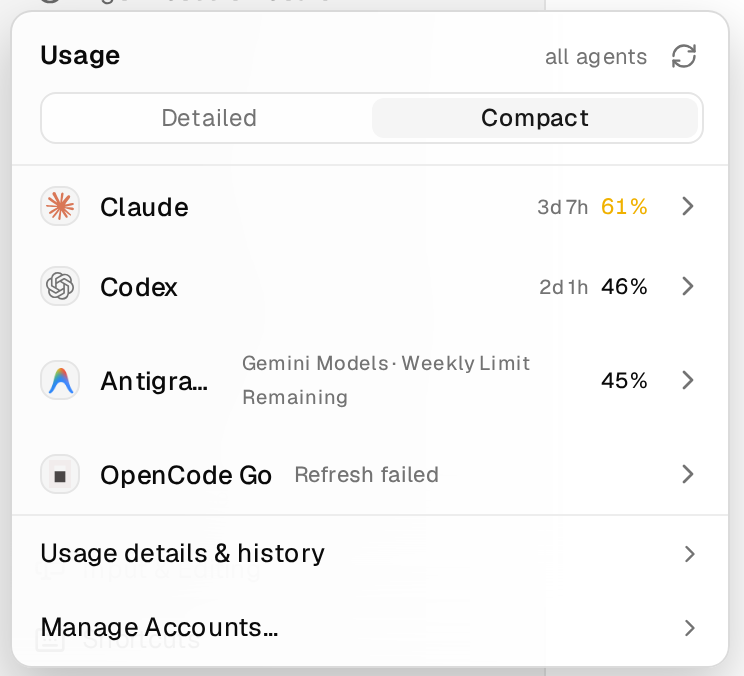 Usage
all agents
Detailed
Compact
Claude
3d 7h 61%
Codex
2d 1h 46%
Antigra...
Gemini Models · Weekly Limit
Remaining
45%
OpenCode Go
Refresh failed
Usage details & history
Manage Accounts...
Shortcuts